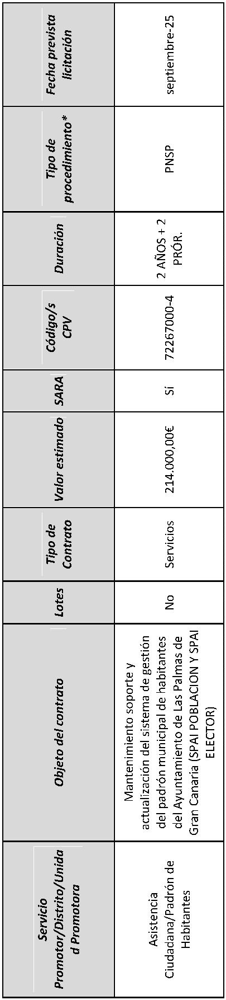 Servicio
Promotor/Distrito/Unida
d Promotora
Objeto del contrato
Lotes
Tipo de
Contrato
Valor estimado
SARA
Código/s
CPV
Duración
Tipo de
procedimiento*
Fecha prevista
licitación
Asistencia
Ciudadana/Padrón de
Habitantes
Mantenimiento soporte y
actualización del sistema de gestión
del padrón municipal de habitantes
del Ayuntamiento de Las Palmas de
Gran Canaria (SPAI POBLACION Y SPAI
ELECTOR)
No
Servicios
214.000,00€
Sí
72267000-4
2 AÑOS + 2
PRÓR.
PNSP
septiembre-25